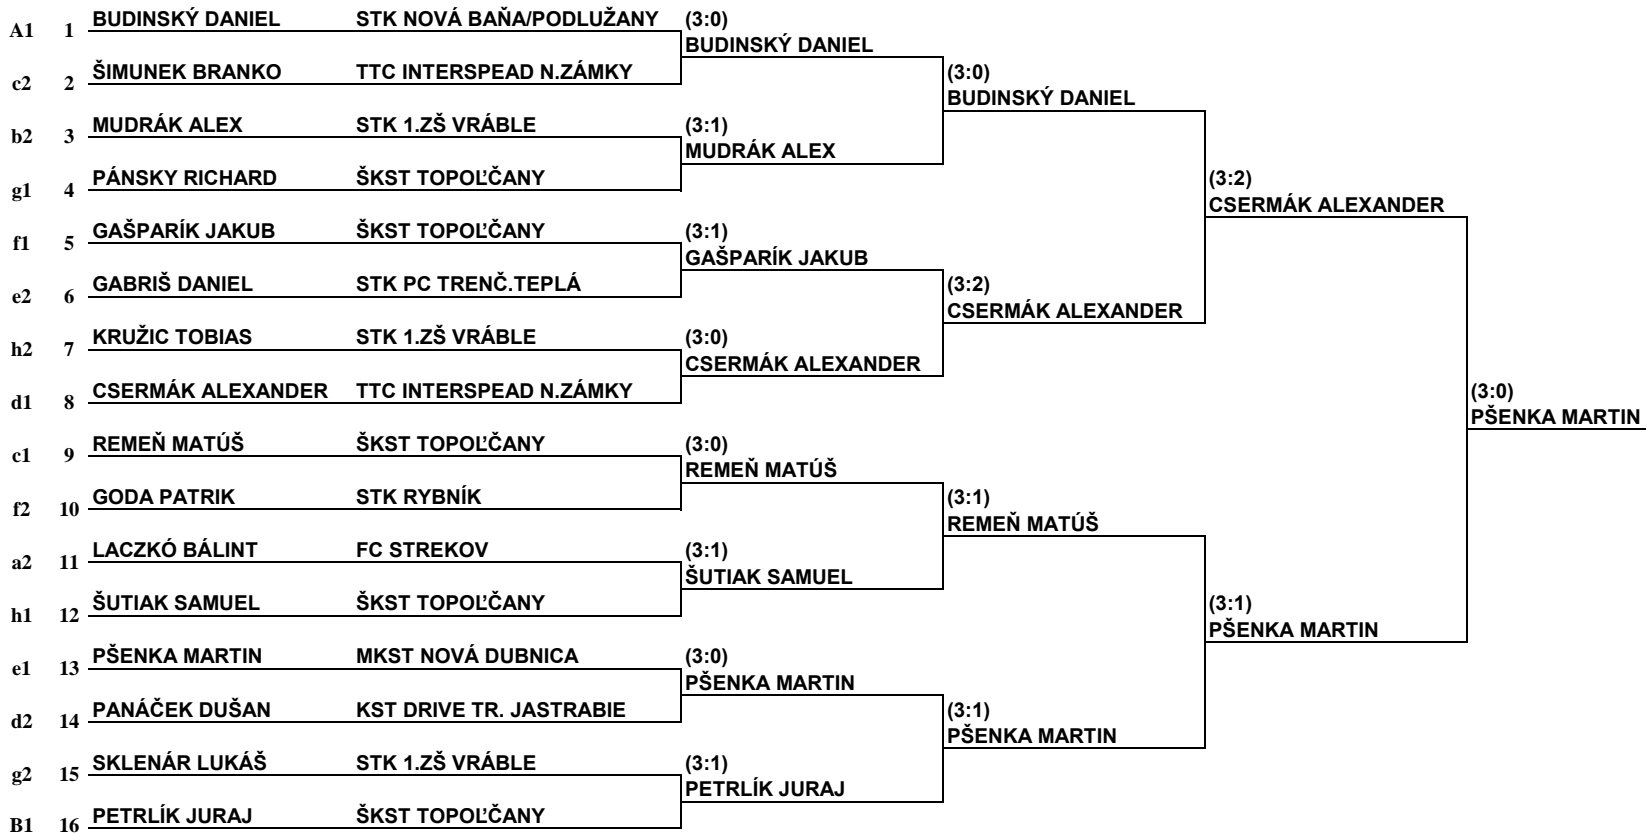 A1 1 BUDINSKÝ DANIEL STK NOVÁ BAŇA/PODLUŽANY (3:0)
BUDINSKÝ DANIEL
c2 2 ŠIMUNEK BRANKO TTC INTERSPEAD N.ZÁMKY (3:0)
BUDINSKÝ DANIEL
b2 3 MUDRÁK ALEX STK 1.ZŠ VRÁBLE (3:1)
MUDRÁK ALEX
g1 4 PÁNSKY RICHARD ŠKST TOPOĽČANY (3:2)
CSERMÁK ALEXANDER
f1 5 GAŠPARÍK JAKUB ŠKST TOPOĽČANY (3:1)
GAŠPARÍK JAKUB
e2 6 GABRIŠ DANIEL STK PC TRENČ.TEPLÁ (3:2)
CSERMÁK ALEXANDER
h2 7 KRUŽIC TOBIAS STK 1.ZŠ VRÁBLE (3:0)
CSERMÁK ALEXANDER
d1 8 CSERMÁK ALEXANDER TTC INTERSPEAD N.ZÁMKY (3:0)
PŠENKA MARTIN
c1 9 REMEŇ MATÚŠ ŠKST TOPOĽČANY (3:0)
REMEŇ MATÚŠ
f2 10 GODA PATRIK STK RYBNÍK (3:1)
REMEŇ MATÚŠ
a2 11 LACZKÓ BÁLINT FC STREKOV (3:1)
ŠUTIAK SAMUEL
h1 12 ŠUTIAK SAMUEL ŠKST TOPOĽČANY (3:1)
PŠENKA MARTIN
e1 13 PŠENKA MARTIN MKST NOVÁ DUBNICA (3:0)
PŠENKA MARTIN
d2 14 PANÁČEK DUŠAN KST DRIVE TR. JASTRABIE (3:1)
PŠENKA MARTIN
g2 15 SKLENÁR LUKÁŠ STK 1.ZŠ VRÁBLE (3:1)
PETRLÍK JURAJ
B1 16 PETRLÍK JURAJ ŠKST TOPOĽČANY